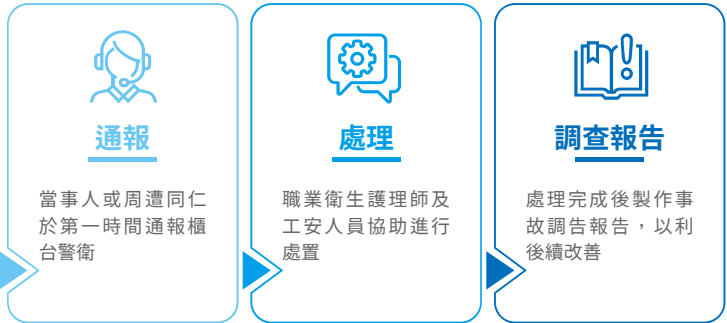 通報
當事人或周遭同仁
於第一時間通報櫃
台警衛
處理
職業衛生護理師及
工安人員協助進行
處置
調查報告
處理完成後製作事
故調告報告，以利
後續改善